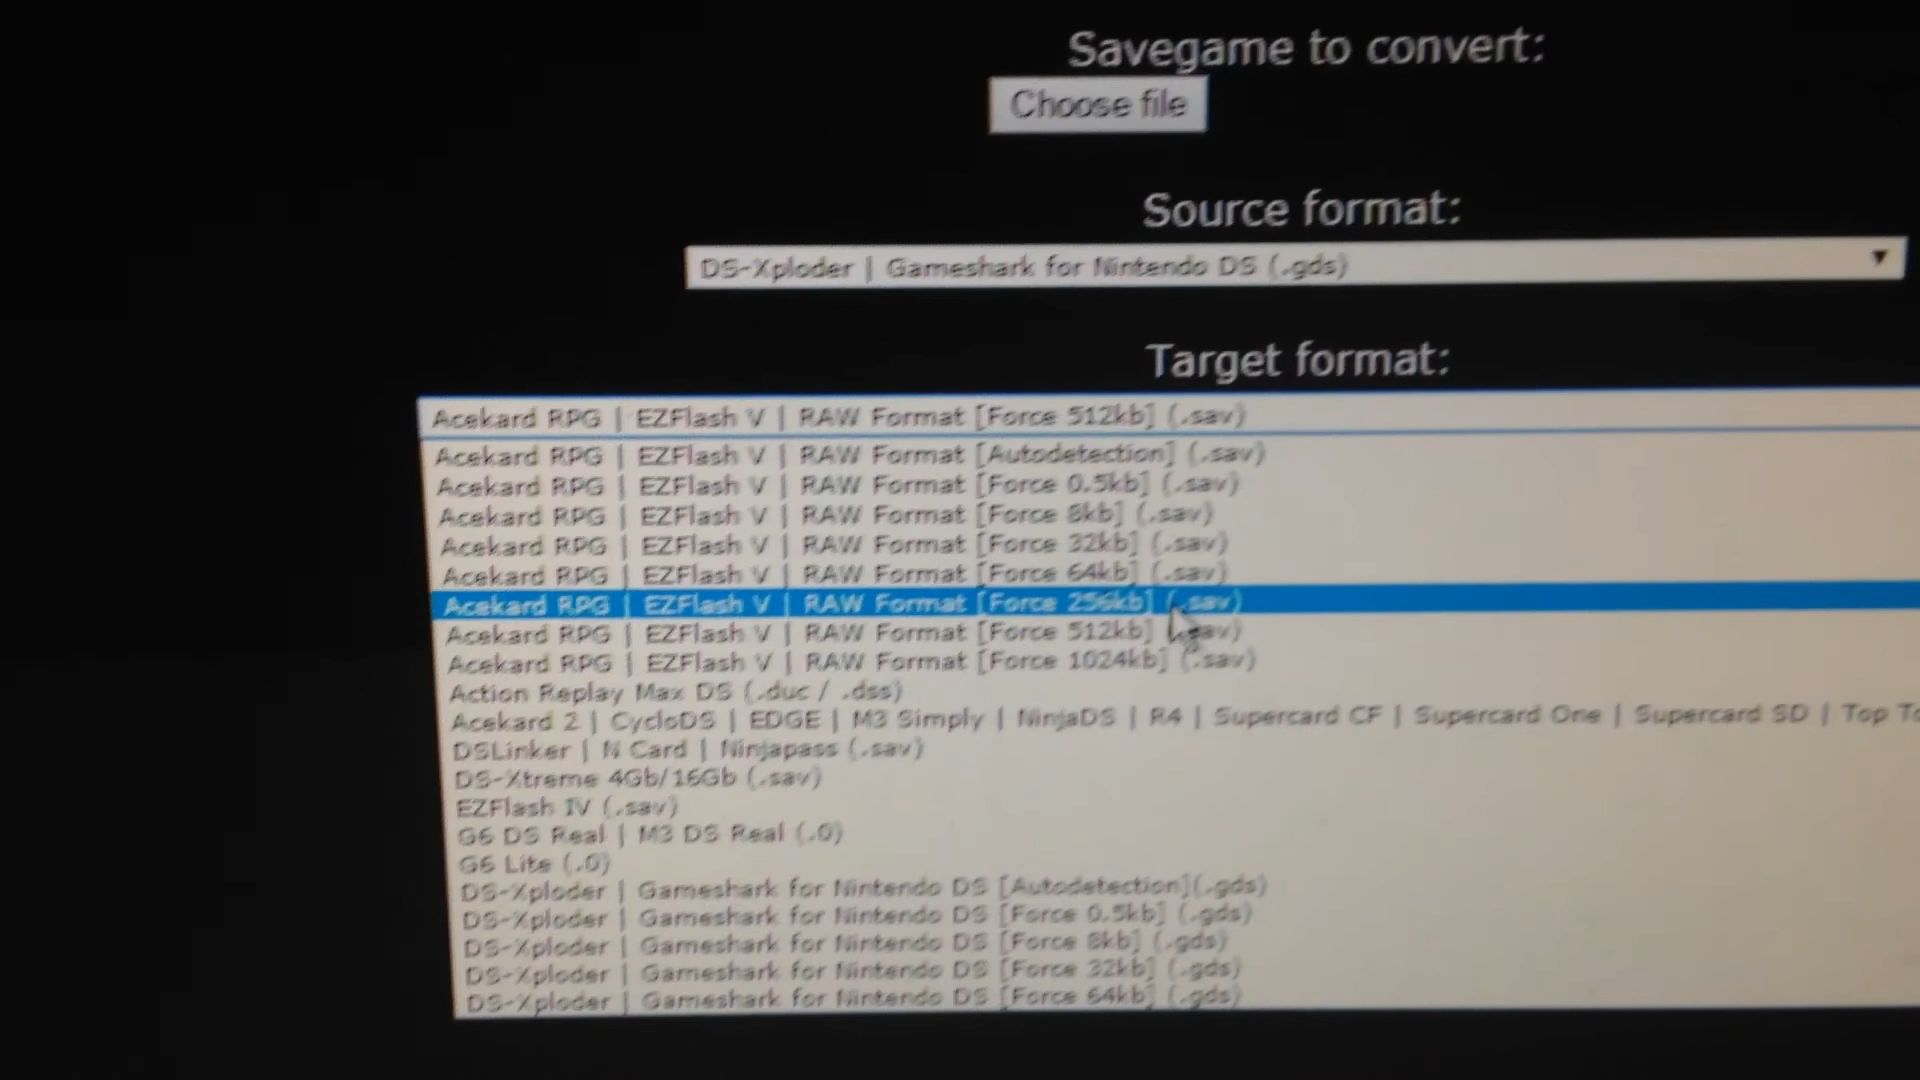 Savegame to convert:
Choose file
Source format:
DS-Xploder | Gameshark for Nintendo DS (.gds)
Target format:
Acekard RPG | EZFlash V | RAW Format [Force 512kb] (.sav)
Acekard RPG | EZFlash V | RAW Format [Autodetection] (.sav)
Acekard RPG | EZFlash V | RAW Format [Force 0.5kb] (.sav)
Acekard RPG | EZFlash V | RAW Format [Force 8kb] (.sav)
Acekard RPG | EZFlash V | RAW Format [Force 32kb] (.sav)
Acekard RPG | EZFlash V | RAW Format [Force 64kb] (.sav)
Acekard RPG | EZFlash V | RAW Format [Force 256kb] (.sav)
Acekard RPG | EZFlash V | RAW Format [Force 512kb] (.sav)
Acekard RPG | EZFlash V | RAW Format [Force 1024kb] (.sav)
Action Replay Max DS (.duc / .dss)
Acekard 2 | CycloDS | EDGE | M3 Simply | NinjaDS | R4 | Supercard CF | Supercard One | Supercard SD | Top
DSLinker | N Card | Ninjapass (.sav)
DS-Xtreme 4Gb/16Gb (.sav)
EZFlash IV (.sav)
G6 DS Real | M3 DS Real (.0)
G6 Lite (.0)
DS-Xploder | Gameshark for Nintendo DS [Autodetection](.gds)
DS-Xploder | Gameshark for Nintendo DS [Force 0.5kb] (.gds)
DS-Xploder | Gameshark for Nintendo DS [Force 8kb] (.gds)
DS-Xploder | Gameshark for Nintendo DS [Force 32kb] (.gds)
DS-Xploder | Gameshark for Nintendo DS [Force 64kb] (.gds)